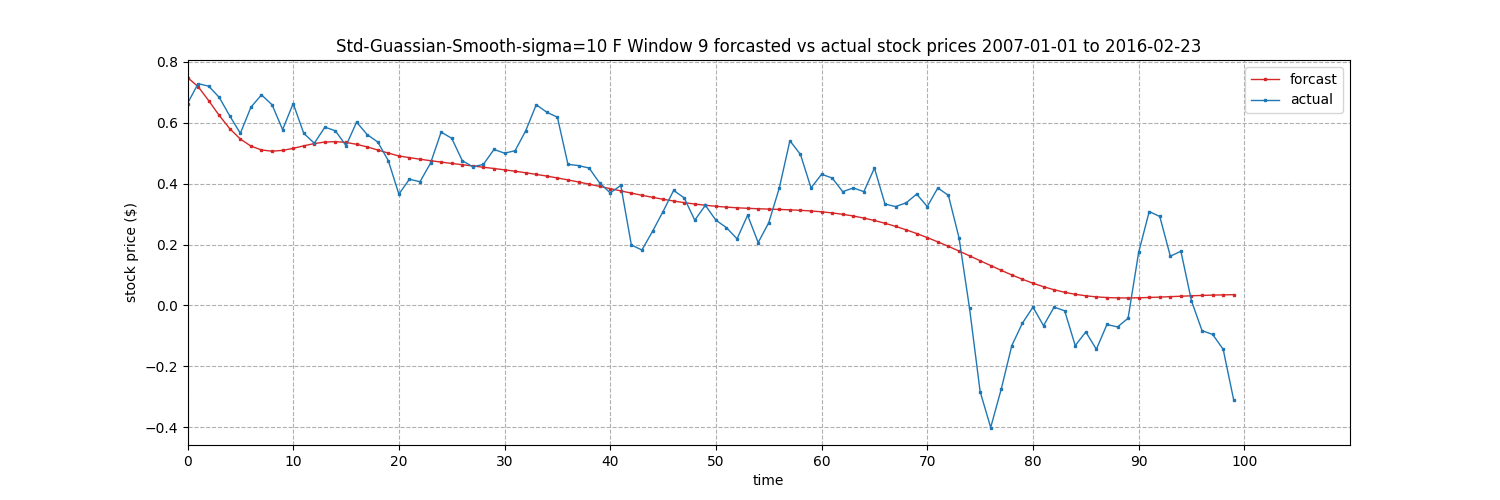 Std-Guassian-Smooth-sigma=10 F Window 9 forcasted vs actual stock prices 2007-01-01 to 2016-02-23
forcast
actual
stock price ($)
0.8
0.6
0.4
0.2
0.0
−0.2
−0.4
0 10 20 30 40 50 60 70 80 90 100
time